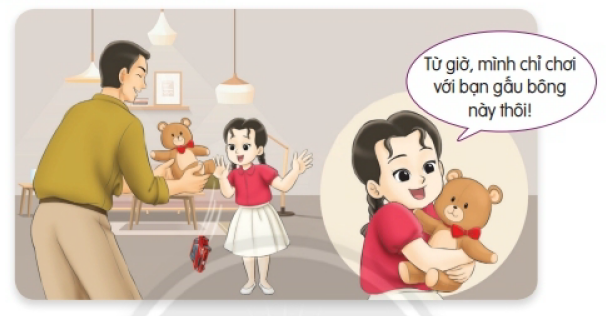 Từ giờ, mình chỉ chơi
với bạn gấu bông
này thôi!